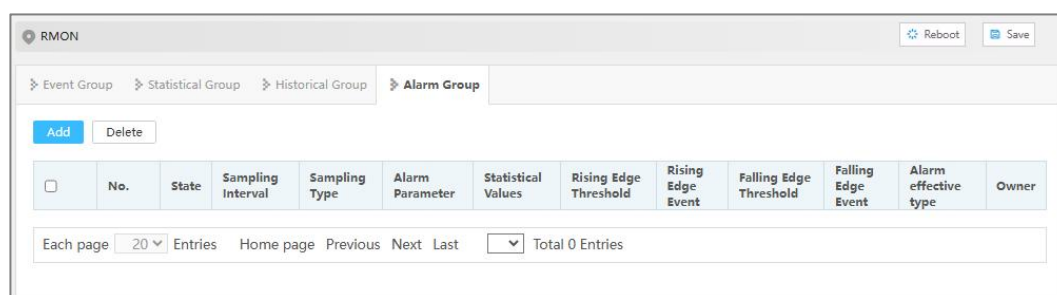 RMON Reboot Save
Event Group Statistical Group Historical Group Alarm Group
Add Delete
No. State Sampling Interval Sampling Type Alarm Parameter Statistical Values Rising Edge Threshold Rising Edge Event Falling Edge Threshold Falling Edge Event Alarm effective type Owner
Each page 20 Entries Home page Previous Next Last Total 0 Entries